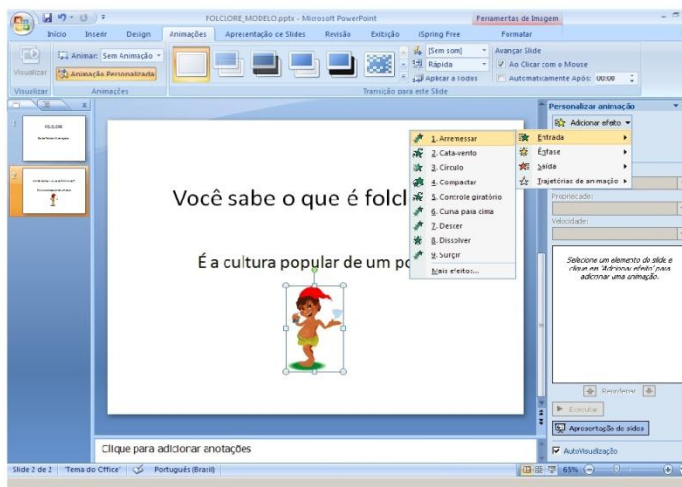 FOLCLORE_MODELO.pptx - Microsoft PowerPoint
Ferramentas de Imagem
Início Inserir Design Animações Apresentação de Slides Revisão Exibição iSpring Free Formatar
Visualizar
Animar: Sem Animação
Animação Personalizada
[Sem som]
Rápida
Aplicar a Todos
Avançar Slide
Ao Clicar com o Mouse
Automaticamente Após: 00:00
Visualizar Animações Transição para este Slide
1
FOLCLORE
2
Personalizar animação
Adicionar efeito
Entrada
Ênfase
Saída
Trajetórias de animação
1. Arremessar
2. Cata-vento
3. Círculo
4. Compactar
5. Controle giratório
6. Curva para cima
7. Descer
8. Dissolver
9. Surgir
Mais efeitos...
Propriedade:
Velocidade:
Selecione um elemento do slide e
clique em 'Adicionar efeito' para
adicionar uma animação.
Você sabe o que é folcl
É a cultura popular de um po
Reordenar
Executar
Apresentação de slides
AutoVisualização
Clique para adicionar anotações
Slide 2 de 2 'Tema do Office' Português (Brasil) 65%